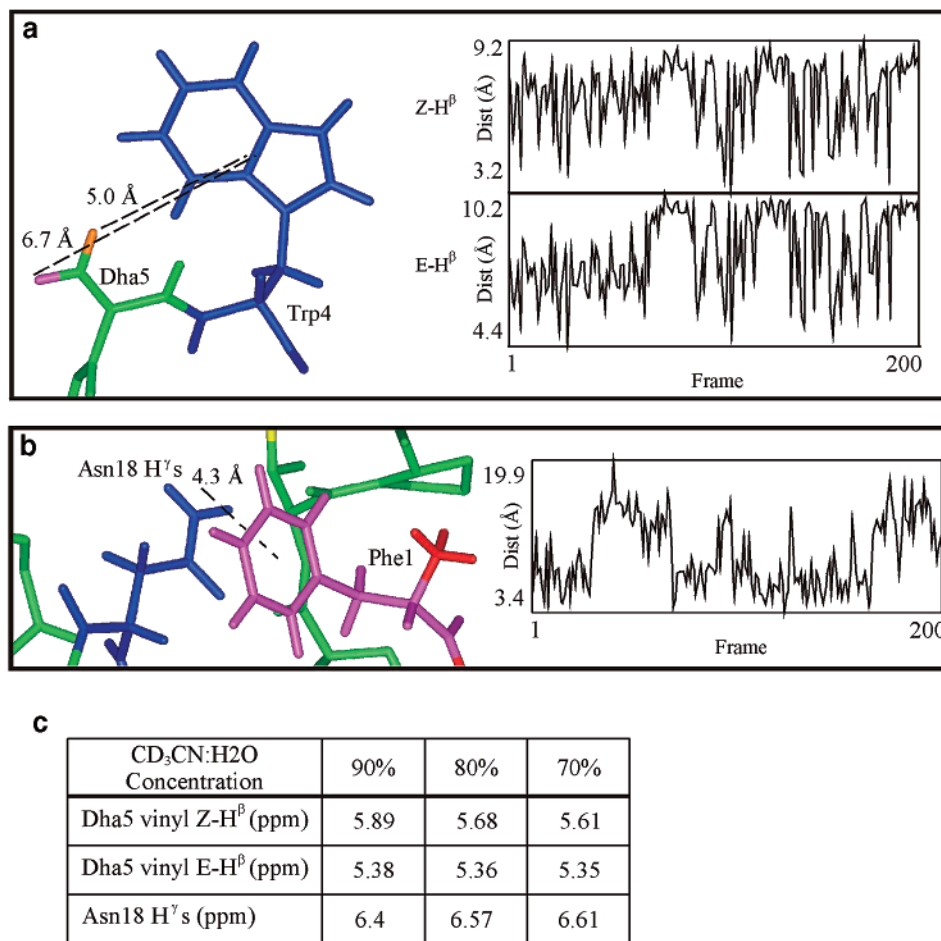 a
5.0 Å
6.7 Å
Dha5
Trp4
Z-Hᵝ
Dist (Å)
9.2
3.2
E-Hᵝ
Dist (Å)
10.2
4.4
1
200
Frame
b
Asn18 Hᵞs
4.3 Å
Phe1
Dist (Å)
19.9
3.4
1
200
Frame
c
CD₃CN:H2O Concentration 90% 80% 70%
Dha5 vinyl Z-Hᵝ (ppm) 5.89 5.68 5.61
Dha5 vinyl E-Hᵝ (ppm) 5.38 5.36 5.35
Asn18 Hᵞs (ppm) 6.4 6.57 6.61